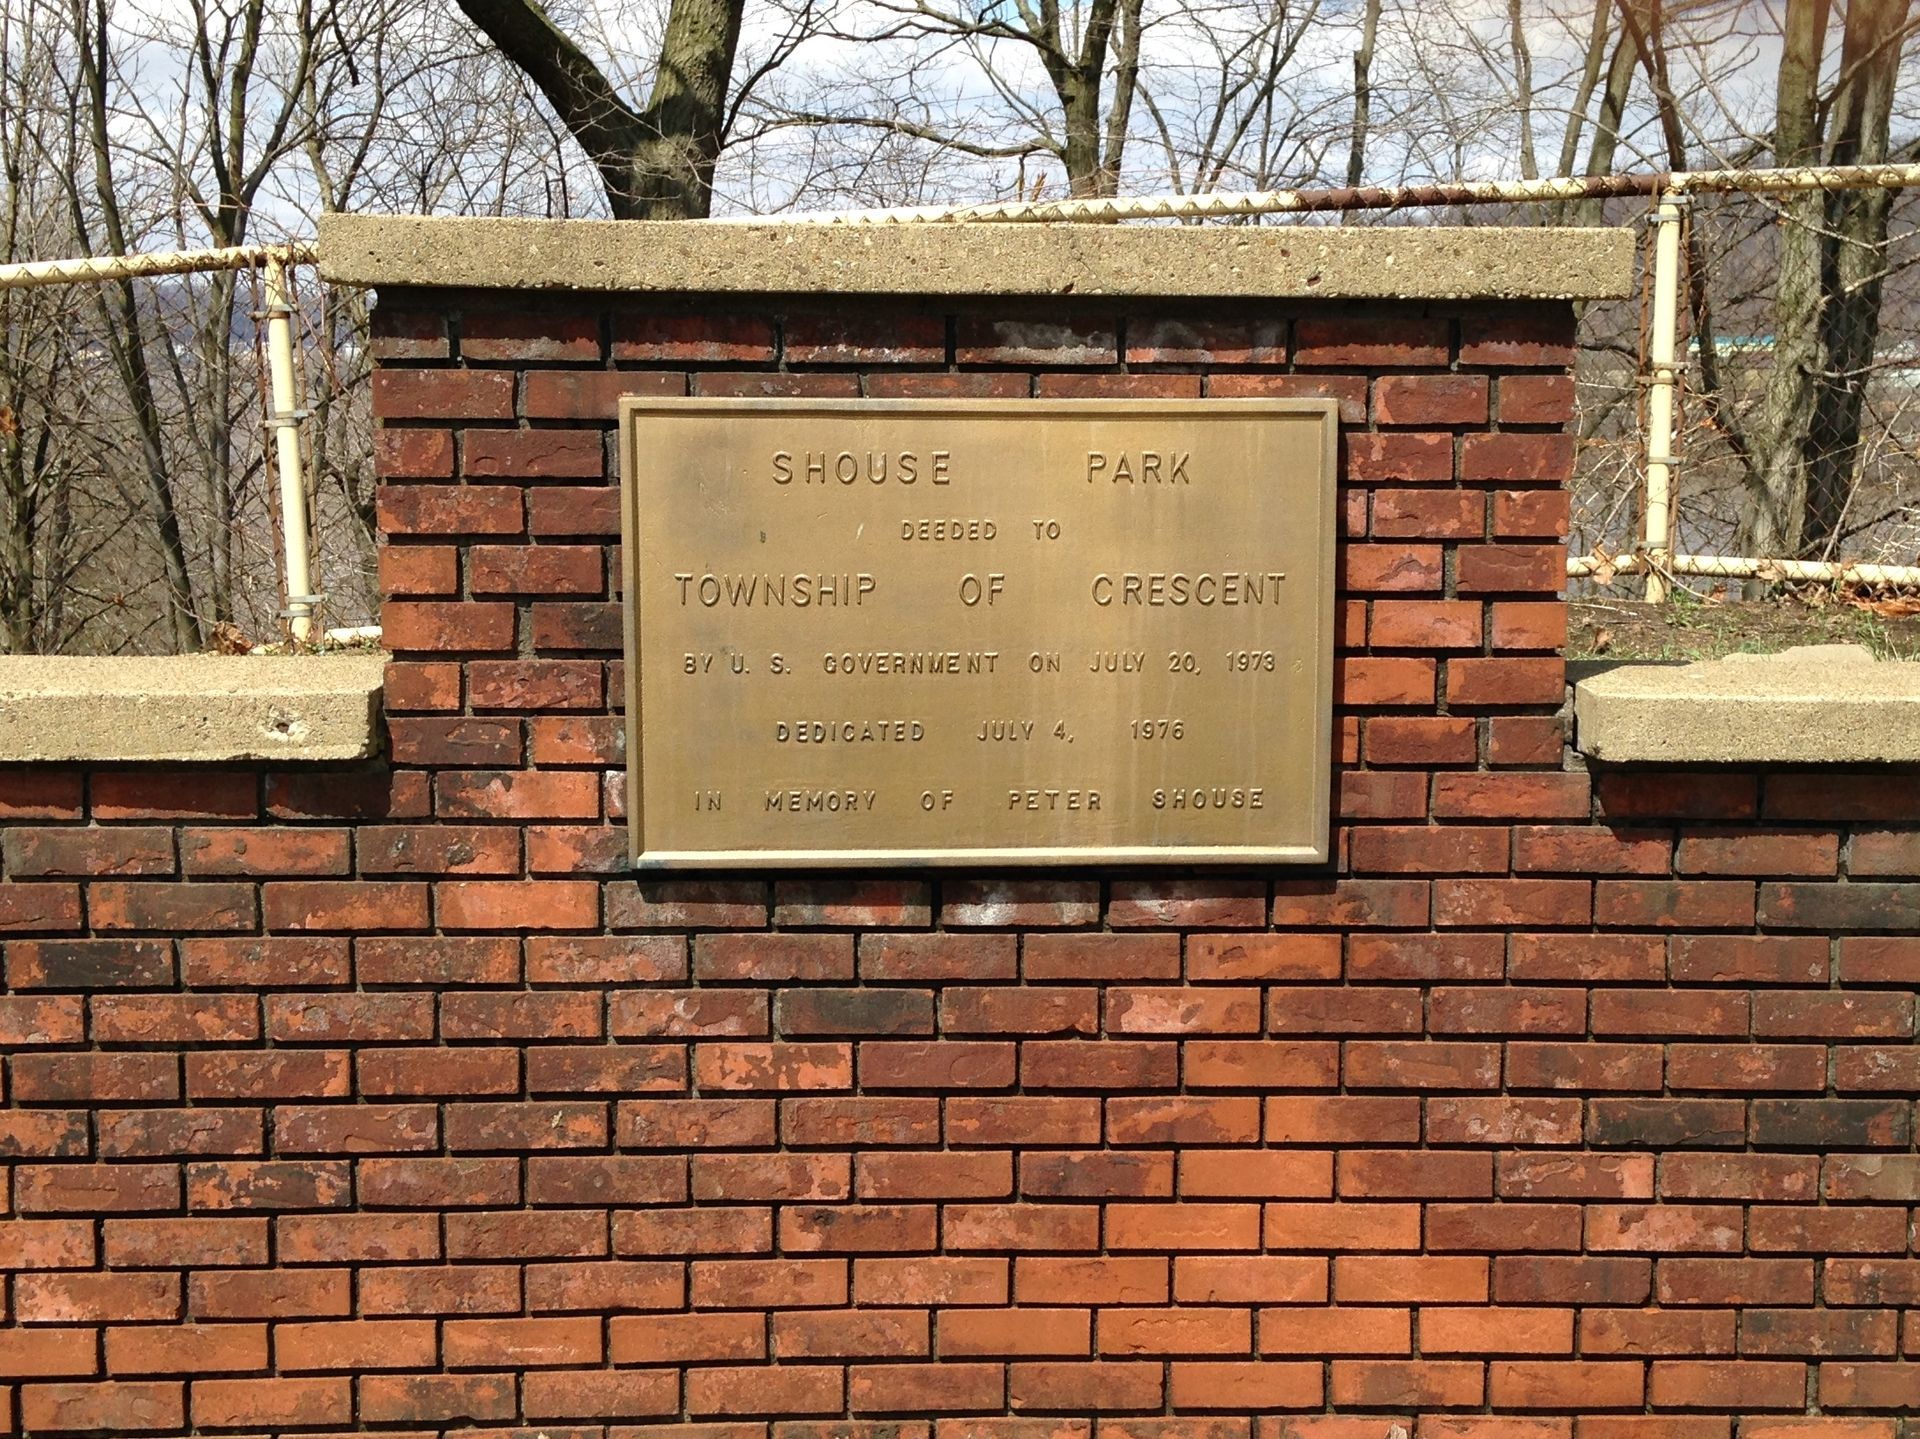 SHOUSE PARK
DEEDED TO
TOWNSHIP OF CRESCENT
BY U. S. GOVERNMENT ON JULY 20, 1973
DEDICATED JULY 4, 1976
IN MEMORY OF PETER SHOUSE